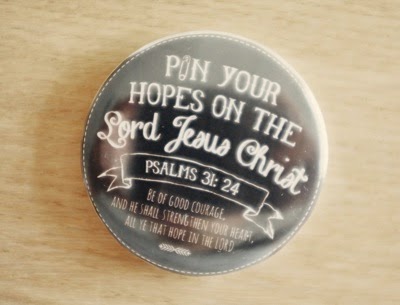 PIN YOUR
HOPES ON THE
Lord Jesus Christ
PSALMS 31: 24
BE OF GOOD COURAGE,
AND HE SHALL STRENGTHEN YOUR HEART,
ALL YE THAT HOPE IN THE LORD